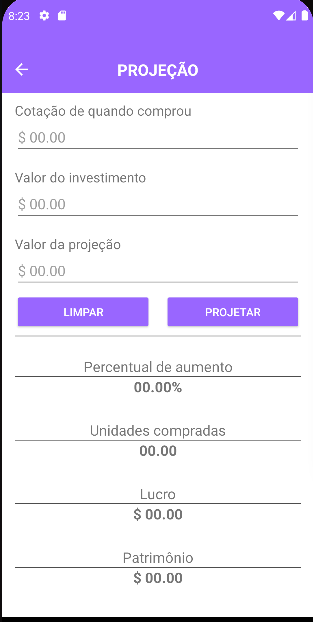 8:23
PROJEÇÃO
Cotação de quando comprou
$ 00.00
Valor do investimento
$ 00.00
Valor da projeção
$ 00.00
LIMPAR PROJETAR
Percentual de aumento
00.00%
Unidades compradas
00.00
Lucro
$ 00.00
Patrimônio
$ 00.00